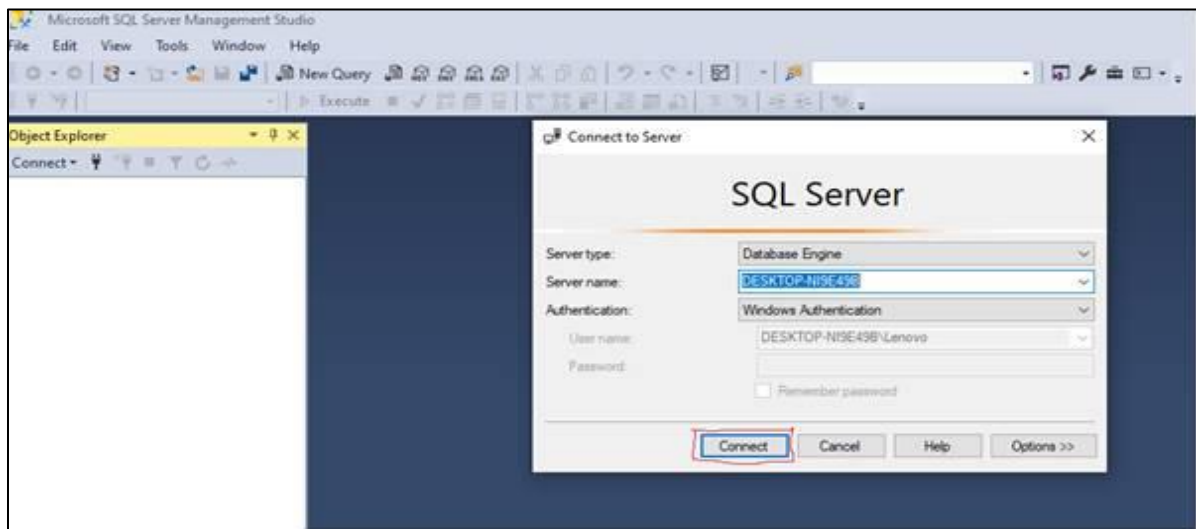 Microsoft SQL Server Management Studio
File Edit View Tools Window Help
New Query
Execute
Object Explorer
Connect
Connect to Server
SQL Server
Server type: Database Engine
Server name: DESKTOP-NI9E49B
Authentication: Windows Authentication
User name: DESKTOP-NI9E49B\Lenovo
Password:
Remember password
Connect Cancel Help Options >>